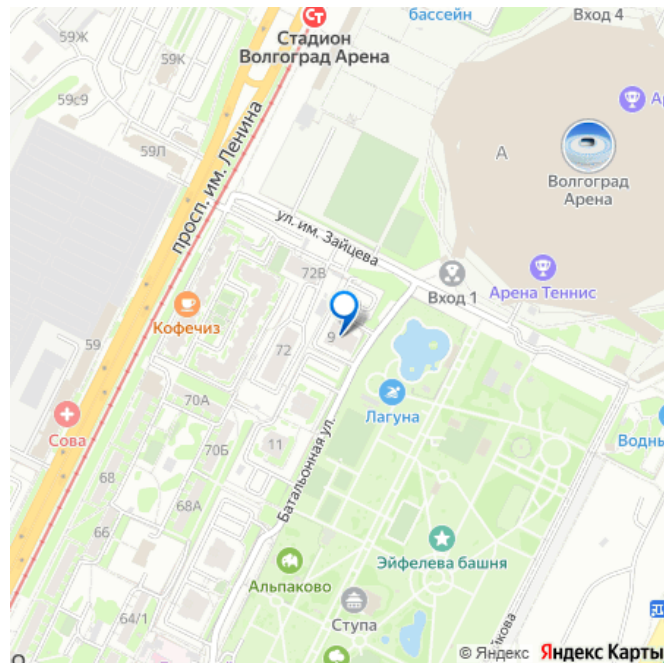 бассейн
Вход 4
Стадион
Волгоград Арена
59Ж
59К
59с9
59Л
просп. им. Ленина
А
Волгоград
Арена
ул. им. Зайцева
72В
Вход 1
Арена Теннис
Кофечиз
9
72
59
70А
Лагуна
Сова
11
70Б
Батальонная ул.
68
68А
66
Эйфелева башня
Альпаково
64/1
Ступа
© Яндекс Яндекс Карты